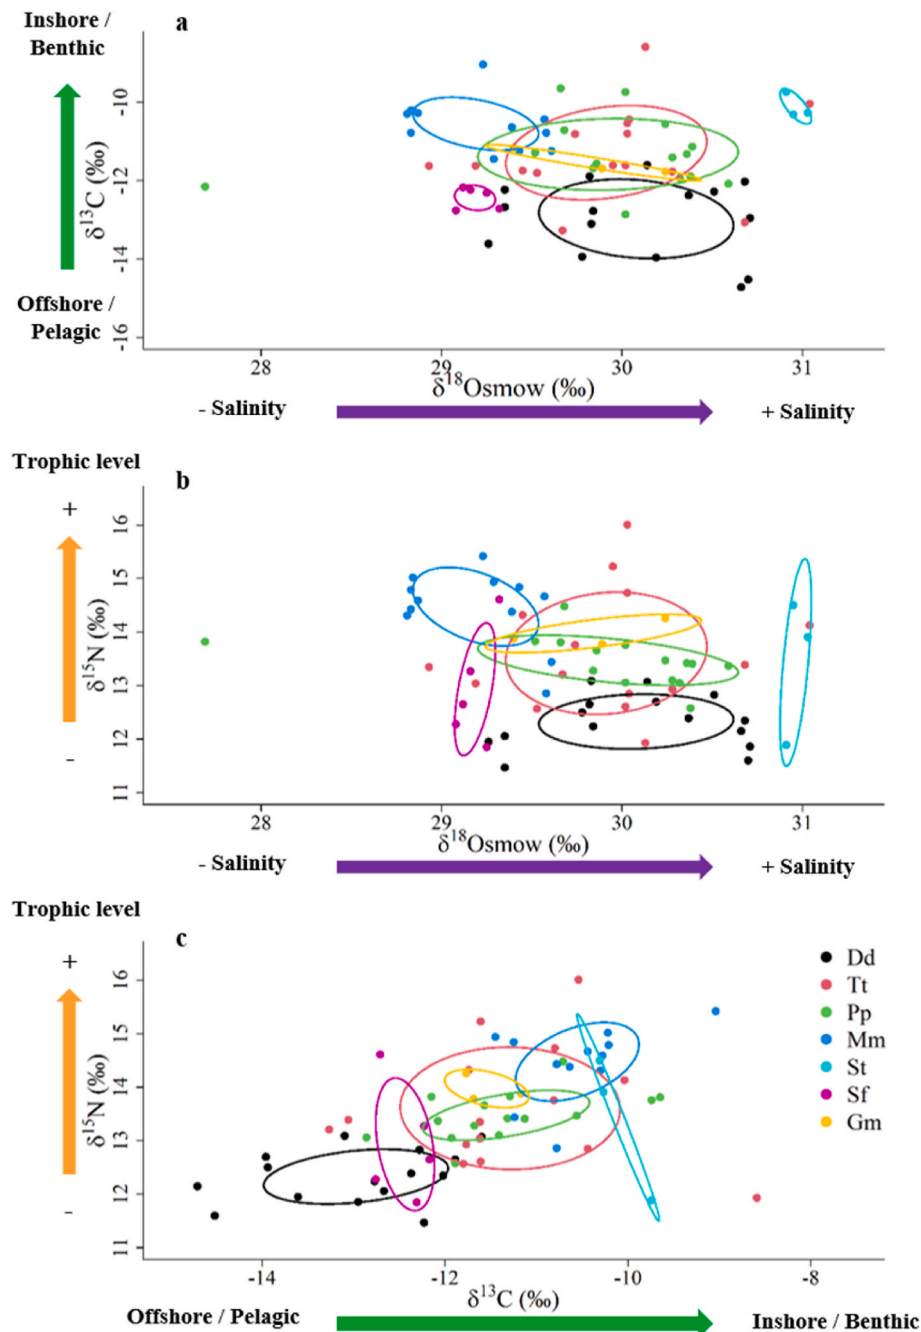 Inshore /
Benthic
a
-10
-12
-14
-16
δ13C (‰)
Offshore /
Pelagic
28 29 30 31
δ18Osmow (‰)
- Salinity + Salinity
Trophic level
b
+
16
15
14
13
12
11
δ15N (‰)
-
28 29 30 31
δ18Osmow (‰)
- Salinity + Salinity
Trophic level
c
+
16
15
14
13
12
11
δ15N (‰)
-
Dd
Tt
Pp
Mm
St
Sf
Gm
-14 -12 -10 -8
δ13C (‰)
Offshore / Pelagic Inshore / Benthic